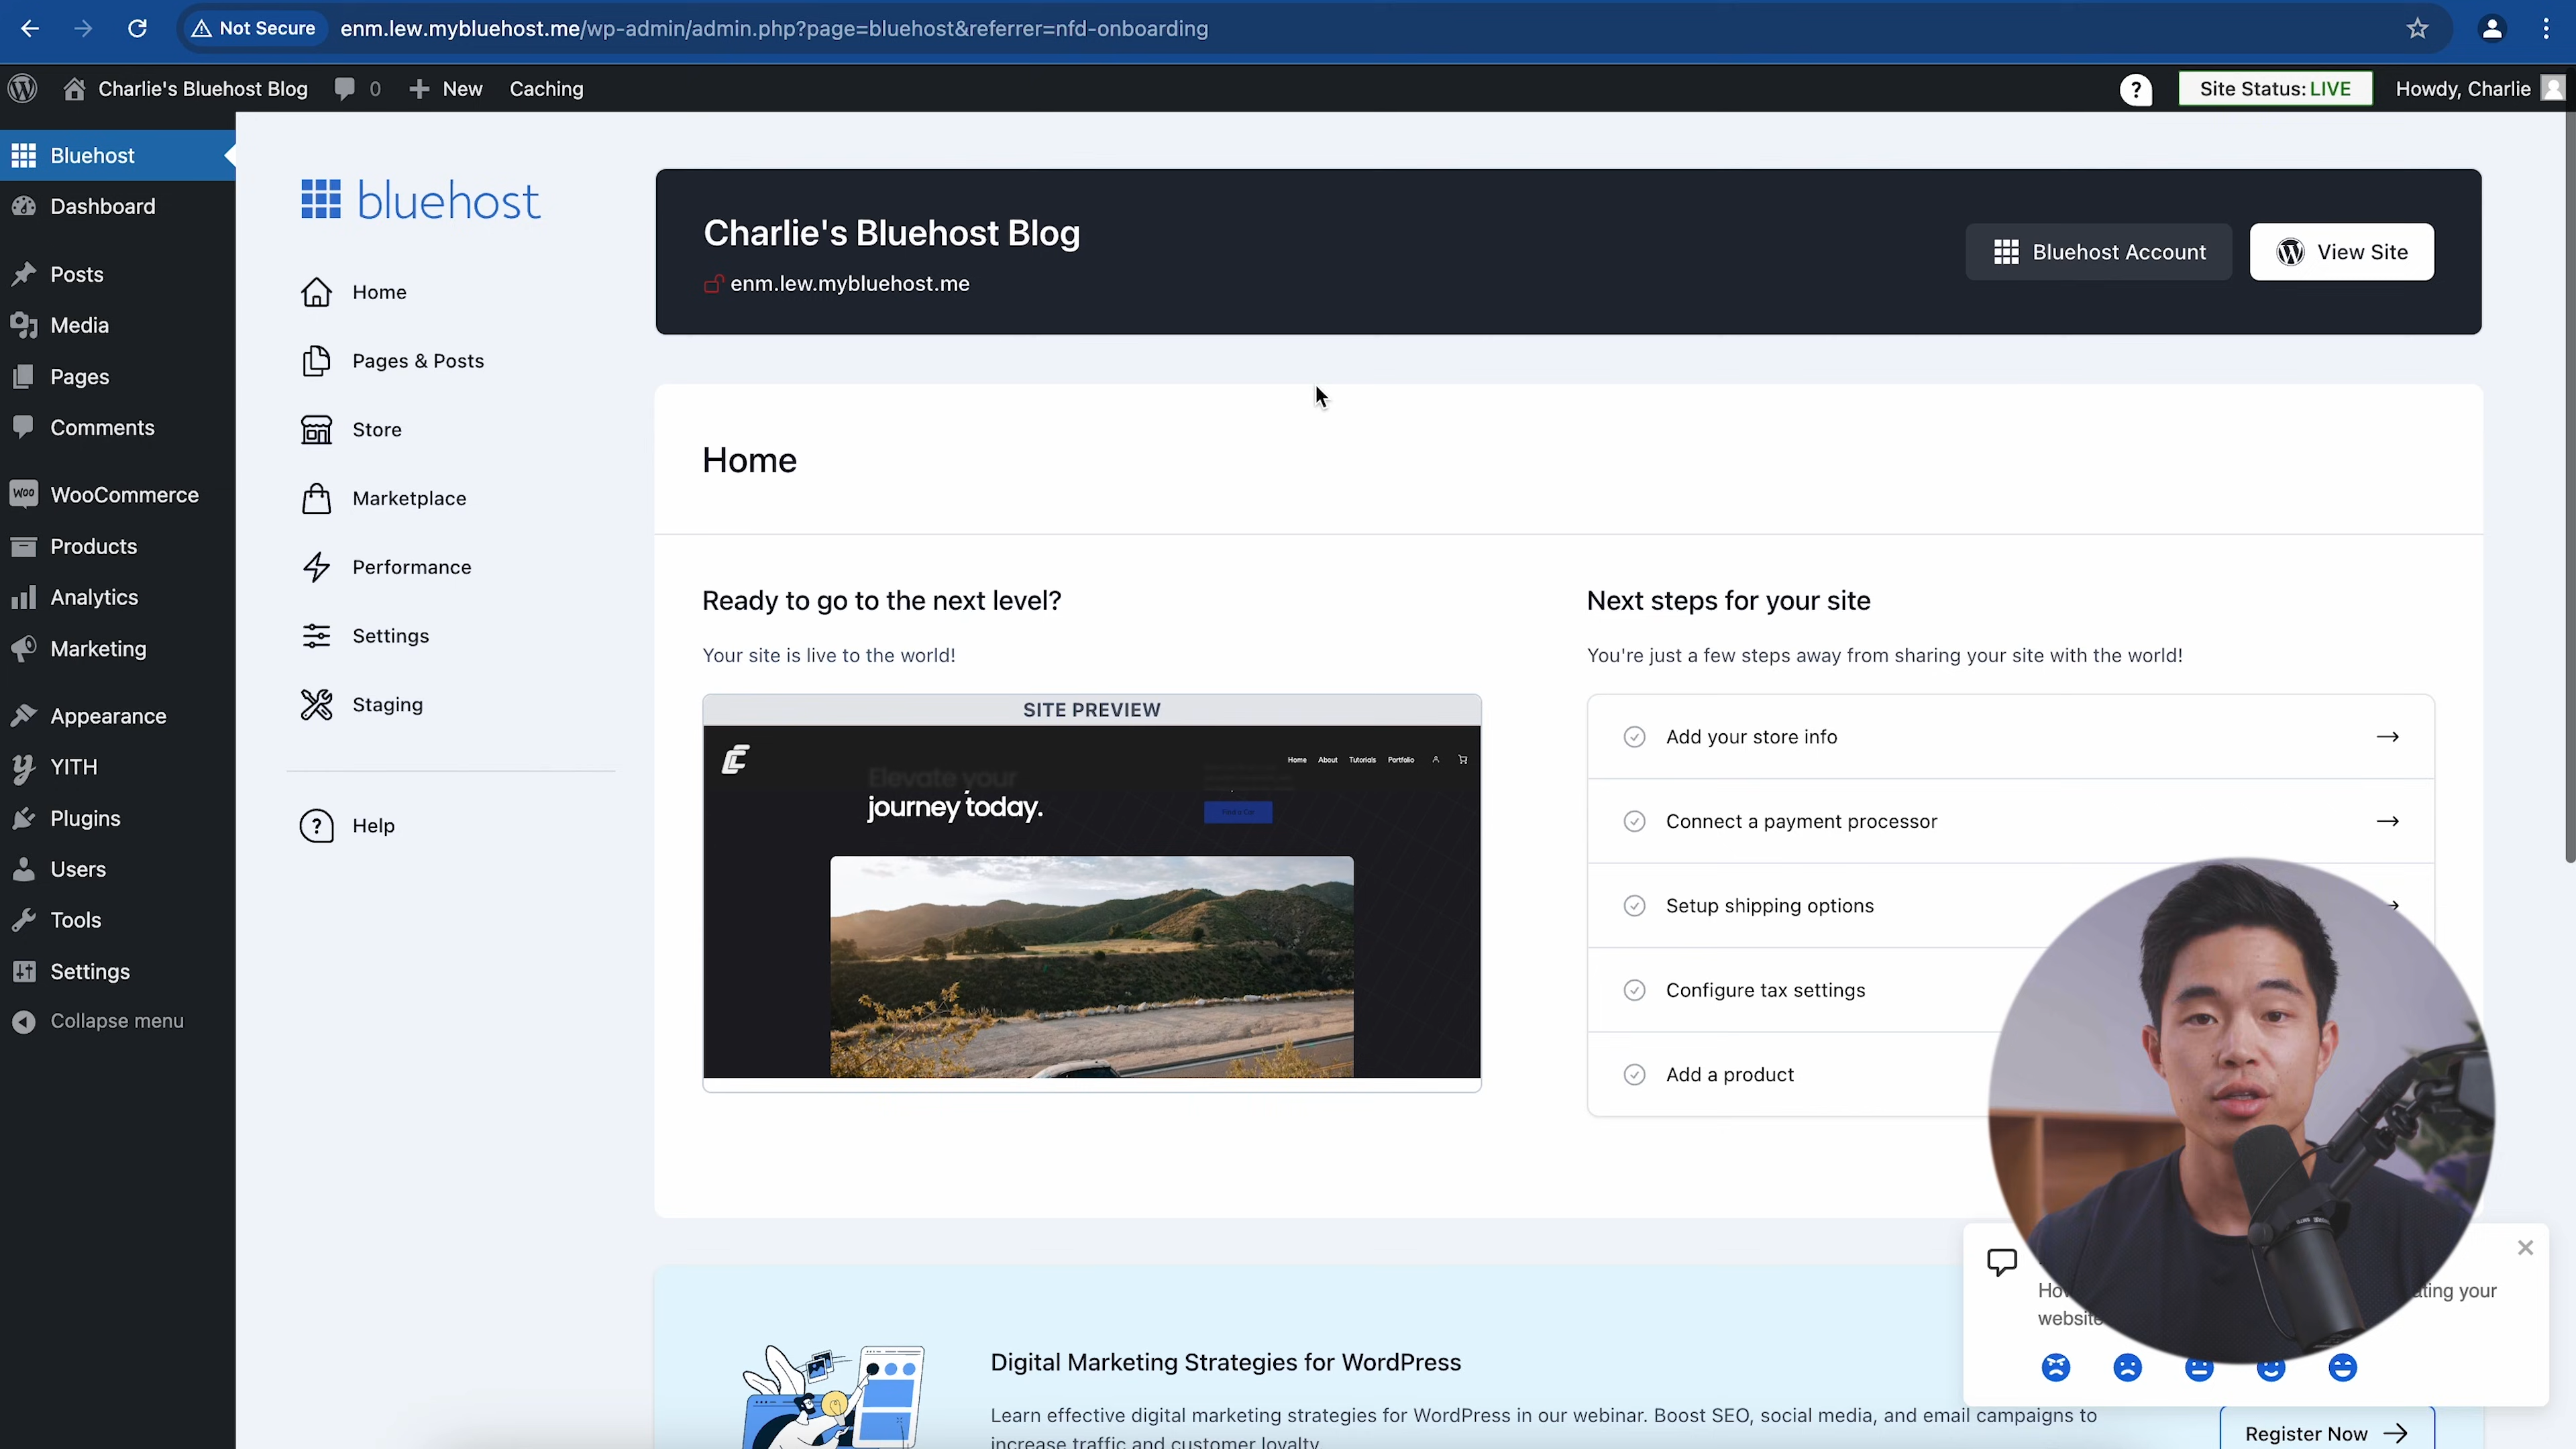 Not Secure
enm.lew.mybluehost.me/wp-admin/admin.php?page=bluehost&referrer=nfd-onboarding
Charlie's Bluehost Blog
0
New
Caching
?
Site Status: LIVE
Howdy, Charlie
Bluehost
Dashboard
Posts
Media
Pages
Comments
Woo
WooCommerce
Products
Analytics
Marketing
Appearance
YITH
Plugins
Users
Tools
Settings
Collapse menu
bluehost
Home
Pages & Posts
Store
Marketplace
Performance
Settings
Staging
?
Help
Charlie's Bluehost Blog
enm.lew.mybluehost.me
Bluehost Account
View Site
Home
Ready to go to the next level?
Your site is live to the world!
SITE PREVIEW
Home About Tutorials Portfolio
Elevate your
journey today.
Find a Car
Next steps for your site
You're just a few steps away from sharing your site with the world!
Add your store info
Connect a payment processor
Setup shipping options
Configure tax settings
Add a product
your
website
Digital Marketing Strategies for WordPress
Learn effective digital marketing strategies for WordPress in our webinar. Boost SEO, social media, and email campaigns to
increase traffic and customer loyalty
Register Now